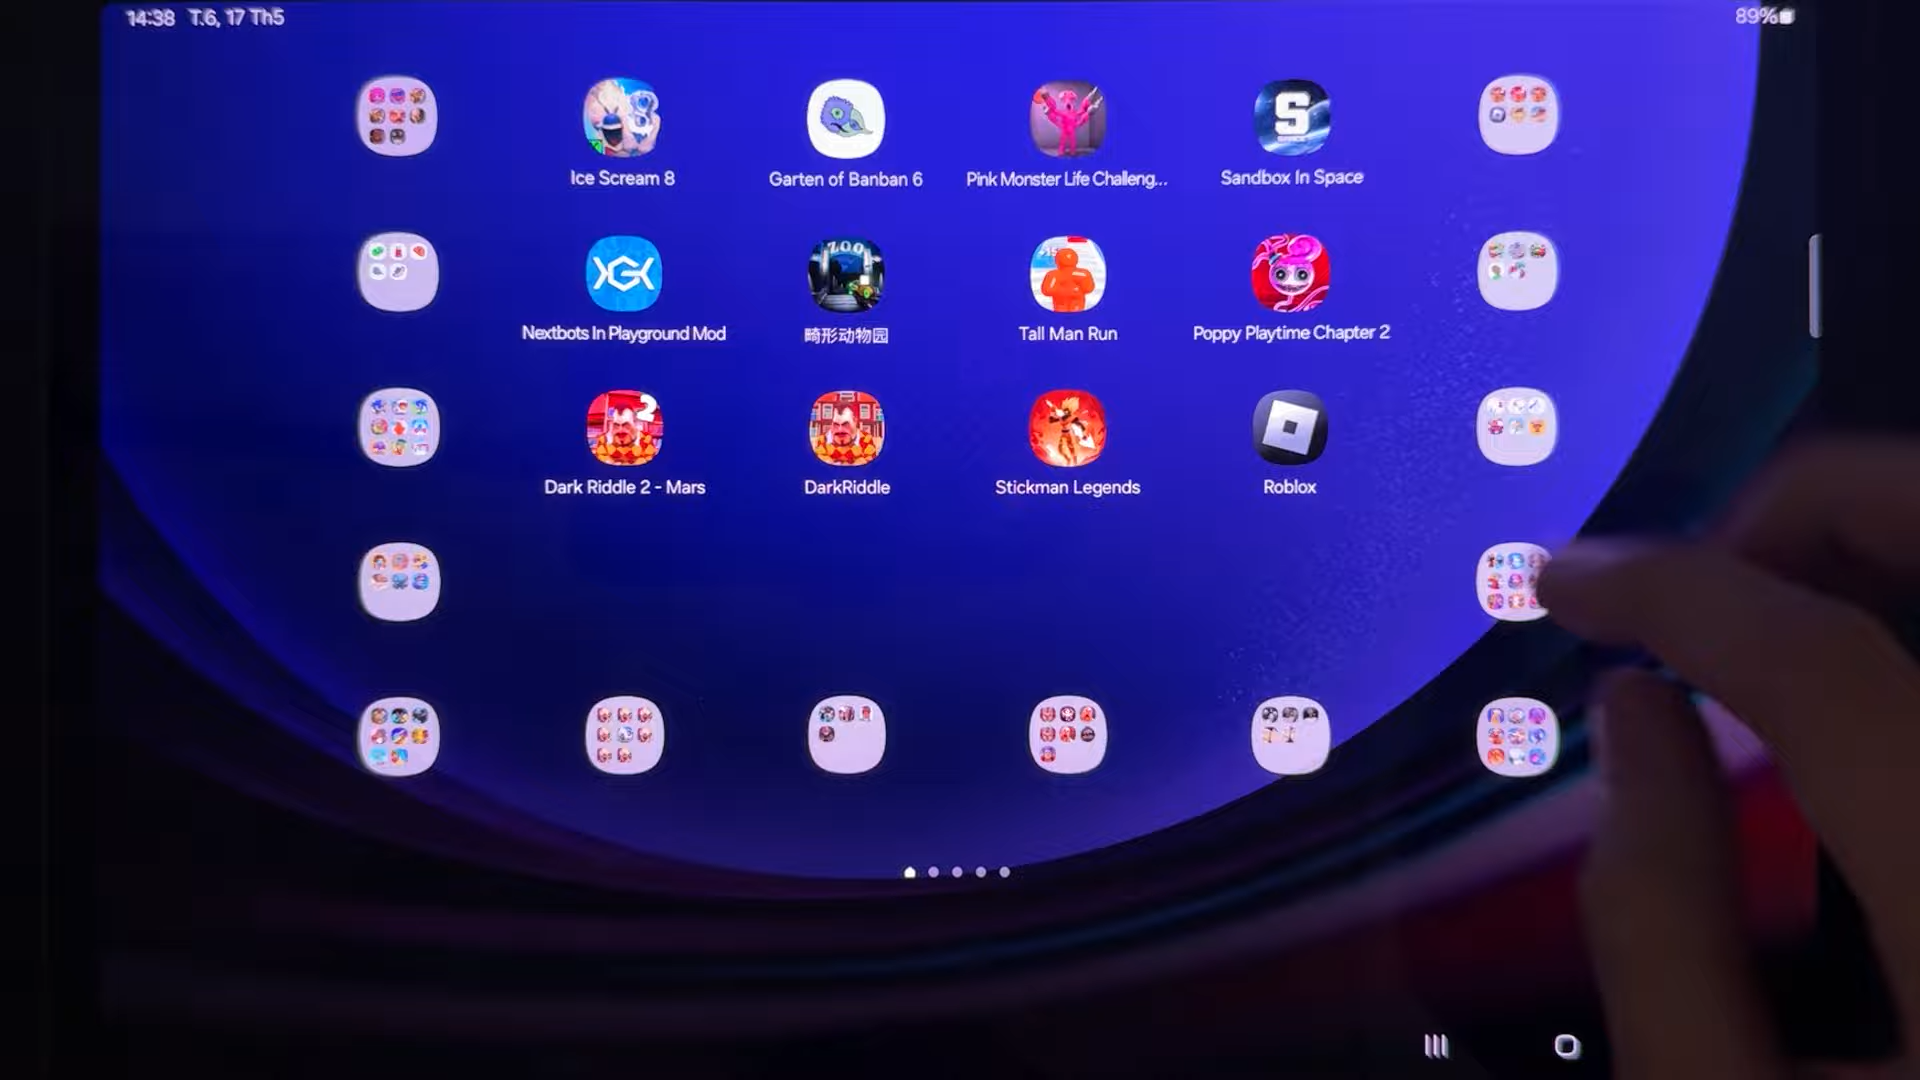 14:38 T.6, 17 Th5
89%
Ice Scream 8
Garten of Banban 6
Pink Monster Life Challeng...
S
Sandbox In Space
ZOO
Nextbots In Playground Mod
畸形动物园
Tall Man Run
Poppy Playtime Chapter 2
2
Dark Riddle 2 - Mars
DarkRiddle
Stickman Legends
Roblox